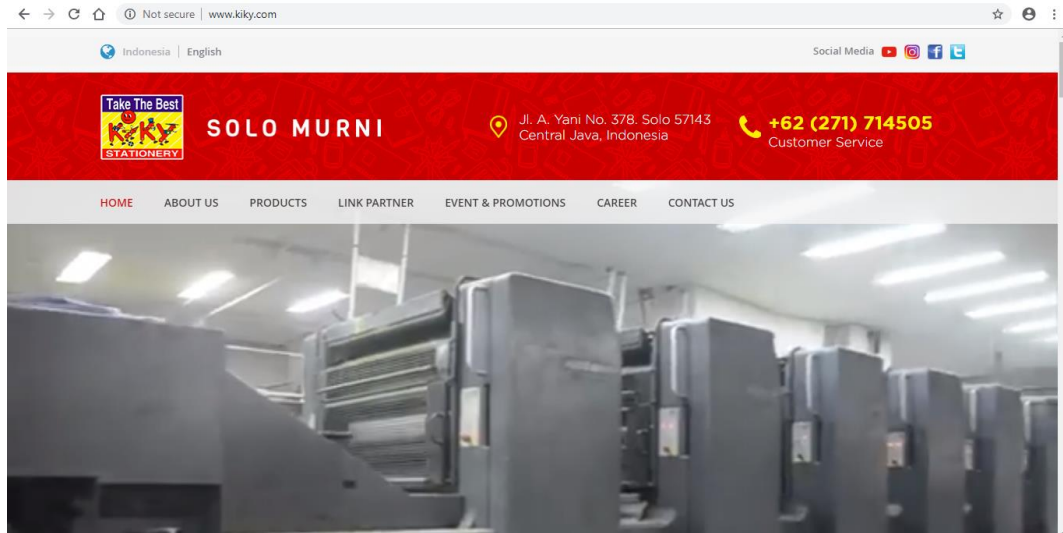 Not secure | www.kiky.com
Indonesia | English
Social Media
Take The Best
KiKY
STATIONERY
SOLO MURNI
Jl. A. Yani No. 378. Solo 57143
Central Java, Indonesia
+62 (271) 714505
Customer Service
HOME ABOUT US PRODUCTS LINK PARTNER EVENT & PROMOTIONS CAREER CONTACT US